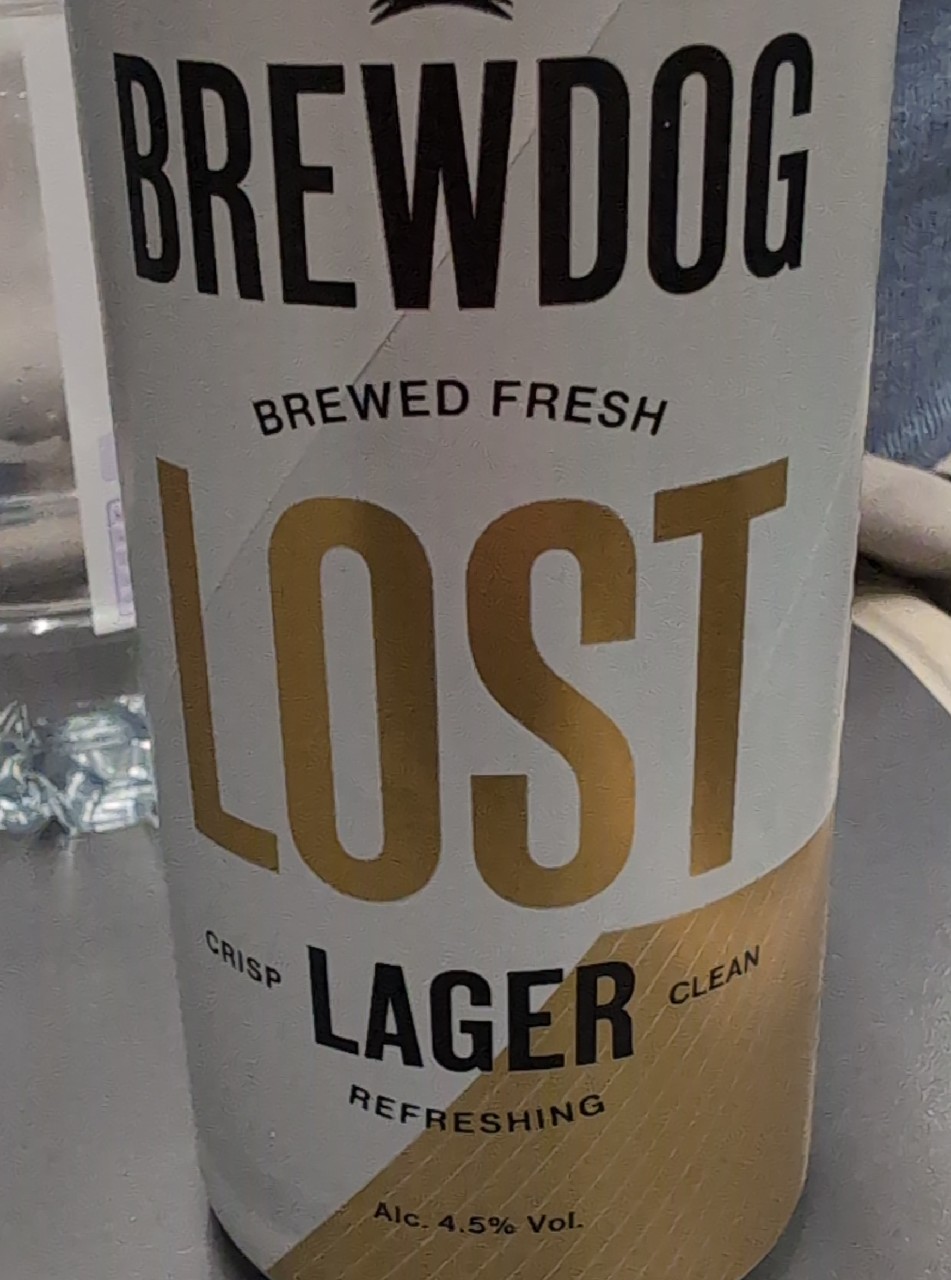 BREWDOG
BREWED FRESH
LOST
CRISP LAGER CLEAN
REFRESHING
Alc. 4.5% Vol.